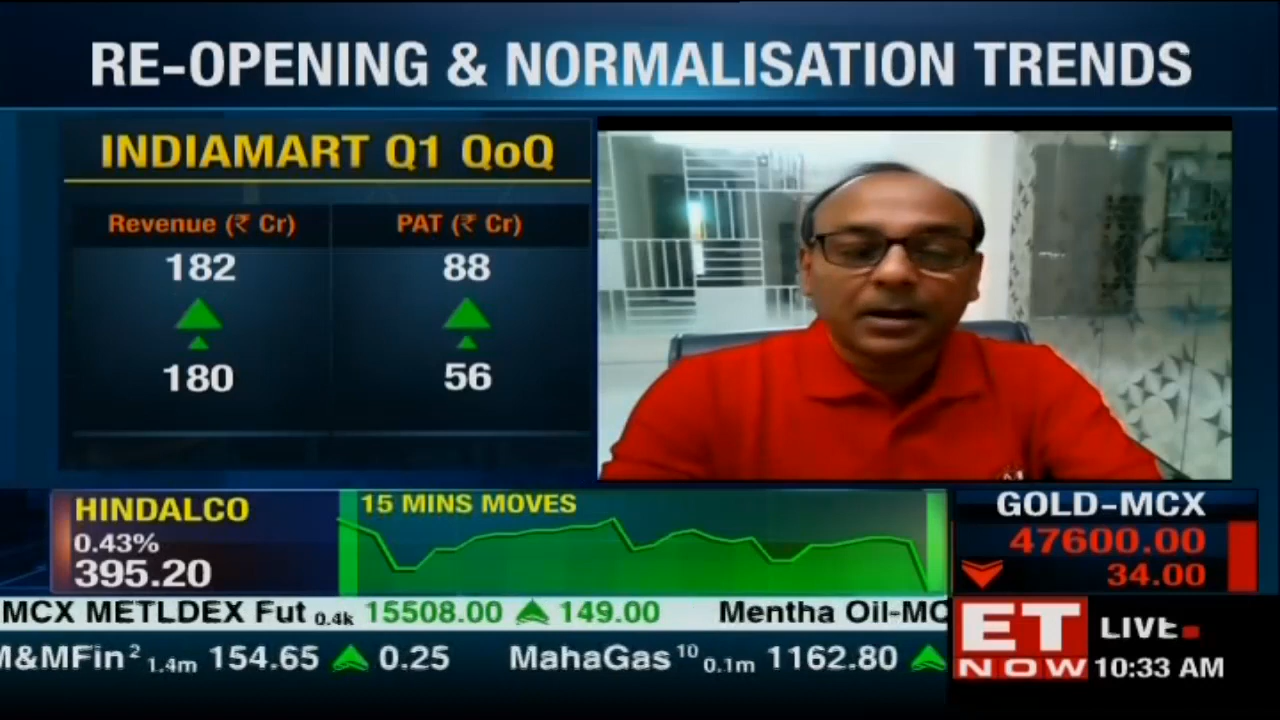 RE-OPENING & NORMALISATION TRENDS
INDIAMART Q1 QoQ
Revenue (₹ Cr) PAT (₹ Cr)
182 88
180 56
HINDALCO
0.43%
395.20
15 MINS MOVES
GOLD-MCX
47600.00
34.00
MCX METLDEX Fut 0.4k 15508.00 149.00 Mentha Oil-MC
M&MFin 2 1.4m 154.65 0.25 MahaGas 10 0.1m 1162.80
ET
NOW
LIVE
10:33 AM